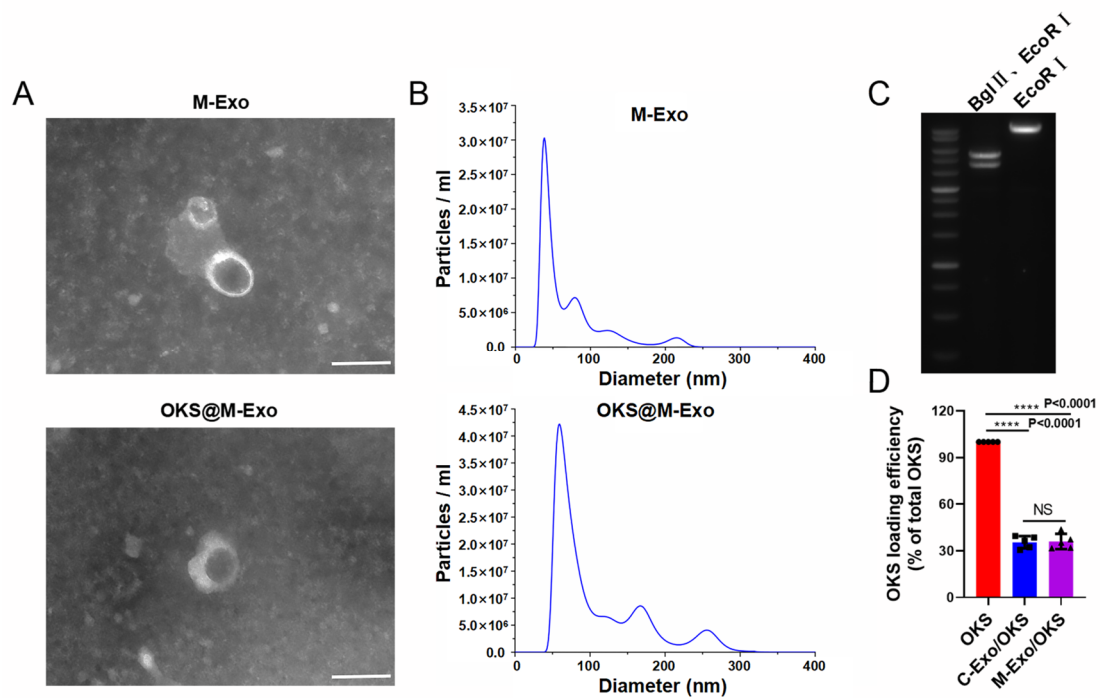 A
M-Exo
OKS@M-Exo
B
M-Exo
Particles / ml
3.5×10⁷
3.0×10⁷
2.5×10⁷
2.0×10⁷
1.5×10⁷
1.0×10⁷
5.0×10⁶
0.0
0 100 200 300 400
Diameter (nm)
OKS@M-Exo
Particles / ml
4.5×10⁷
4.0×10⁷
3.5×10⁷
3.0×10⁷
2.5×10⁷
2.0×10⁷
1.5×10⁷
1.0×10⁷
5.0×10⁶
0.0
0 100 200 300 400
Diameter (nm)
C
Bgl Ⅱ、EcoR Ⅰ
EcoR Ⅰ
D
OKS loading efficiency
(% of total OKS)
120
90
60
30
0
**** P<0.0001
**** P<0.0001
NS
OKS
C-Exo/OKS
M-Exo/OKS